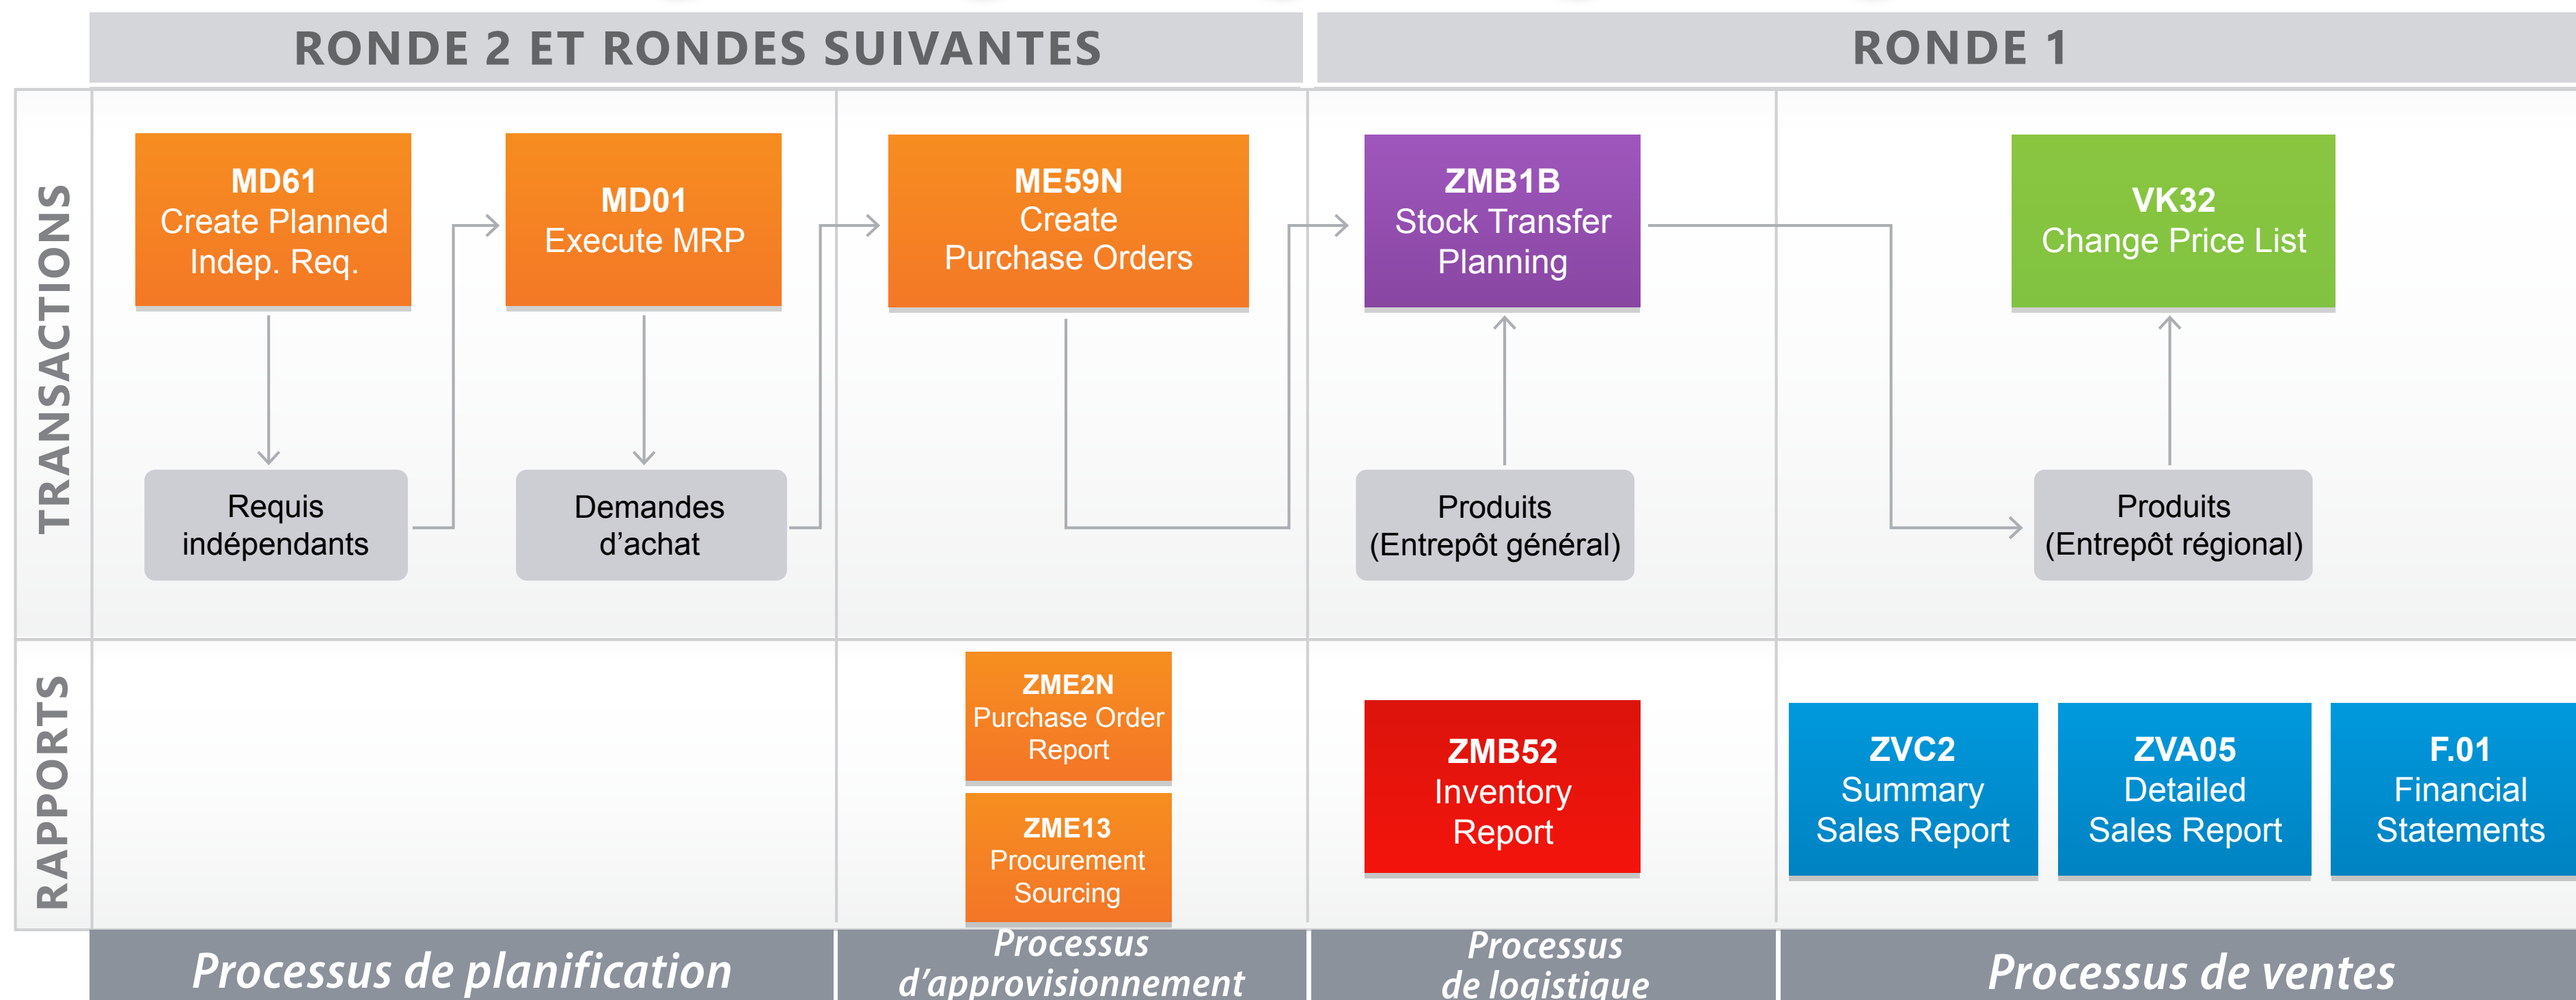 RONDE 2 ET RONDES SUIVANTES
RONDE 1
TRANSACTIONS
MD61
Create Planned
Indep. Req.
MD01
Execute MRP
ME59N
Create
Purchase Orders
ZMB1B
Stock Transfer
Planning
VK32
Change Price List
Requis
indépendants
Demandes
d’achat
Produits
(Entrepôt général)
Produits
(Entrepôt régional)
RAPPORTS
ZME2N
Purchase Order
Report
ZME13
Procurement
Sourcing
ZMB52
Inventory
Report
ZVC2
Summary
Sales Report
ZVA05
Detailed
Sales Report
F.01
Financial
Statements
Processus de planification
Processus
d’approvisionnement
Processus
de logistique
Processus de ventes